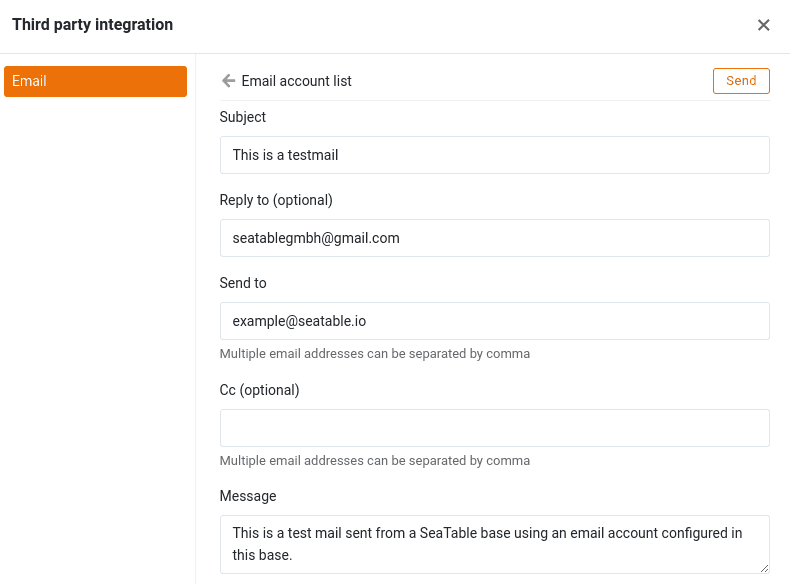 Third party integration
Email
Email account list
Send
Subject
This is a testmail
Reply to (optional)
seatablegmbh@gmail.com
Send to
example@seatable.io
Multiple email addresses can be separated by comma
Cc (optional)
Multiple email addresses can be separated by comma
Message
This is a test mail sent from a SeaTable base using an email account configured in
this base.